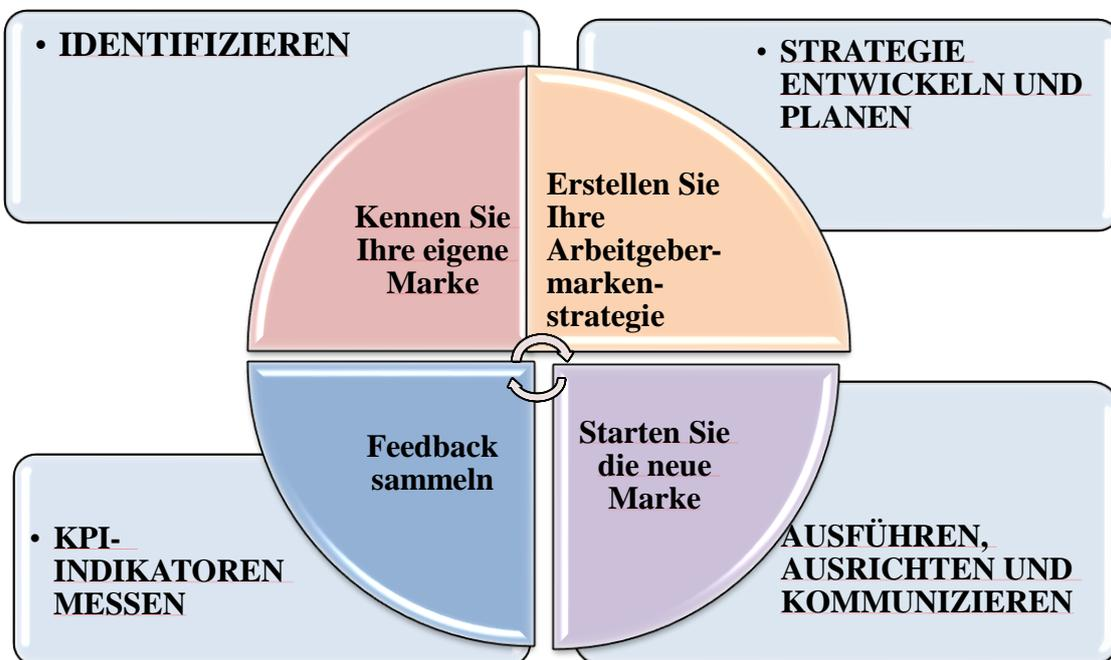 • IDENTIFIZIEREN
• STRATEGIE
ENTWICKELN UND
PLANEN
Kennen Sie
Ihre eigene
Marke
Erstellen Sie
Ihre
Arbeitgeber-
marken-
strategie
Feedback
sammeln
Starten Sie
die neue
Marke
• KPI-
INDIKATOREN
MESSEN
AUSFÜHREN,
AUSRICHTEN UND
KOMMUNIZIEREN